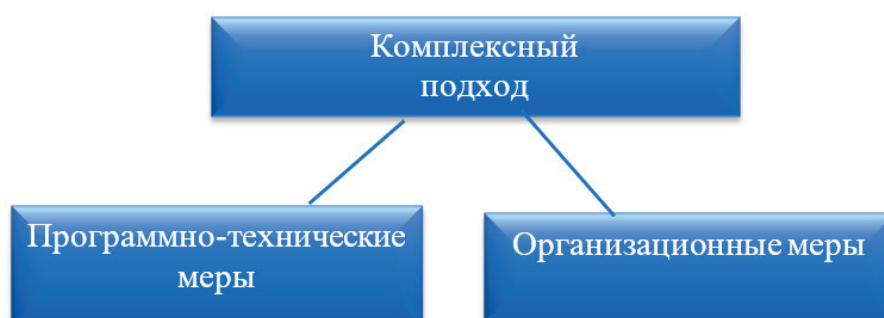 Комплексный
подход
Программно-технические
меры
Организационные меры